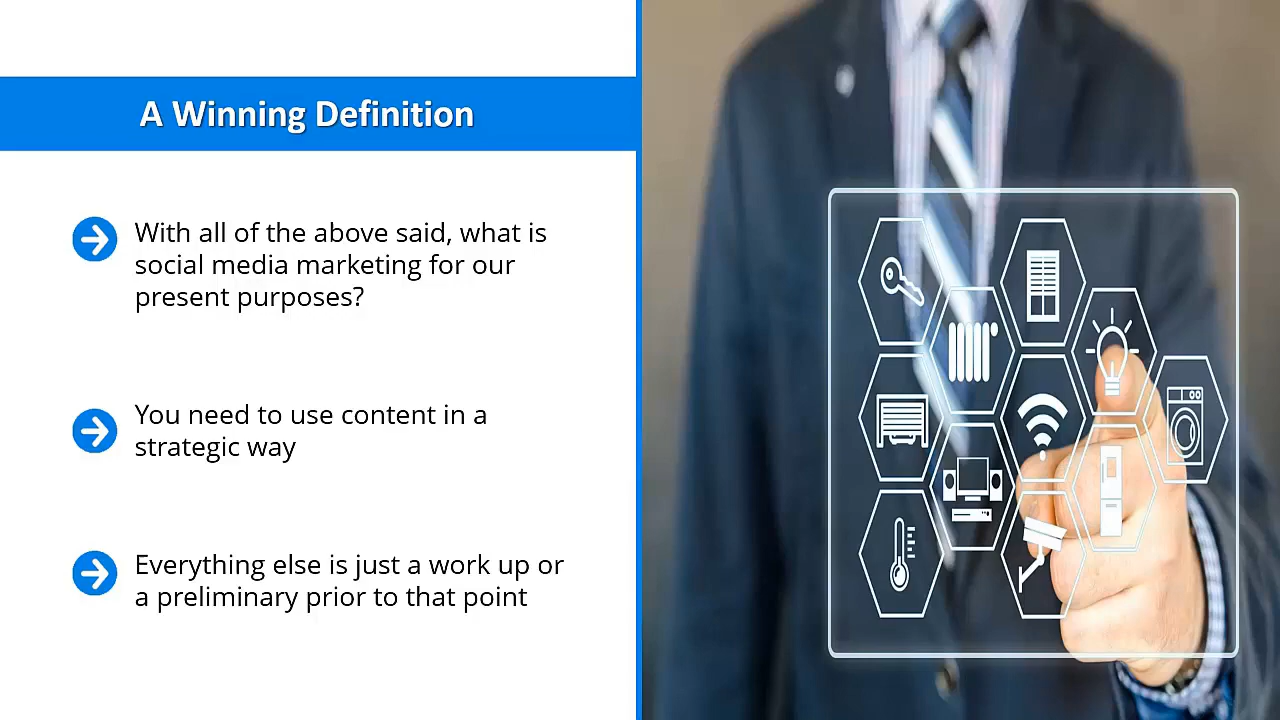 A Winning Definition
With all of the above said, what is
social media marketing for our
present purposes?
You need to use content in a
strategic way
Everything else is just a work up or
a preliminary prior to that point